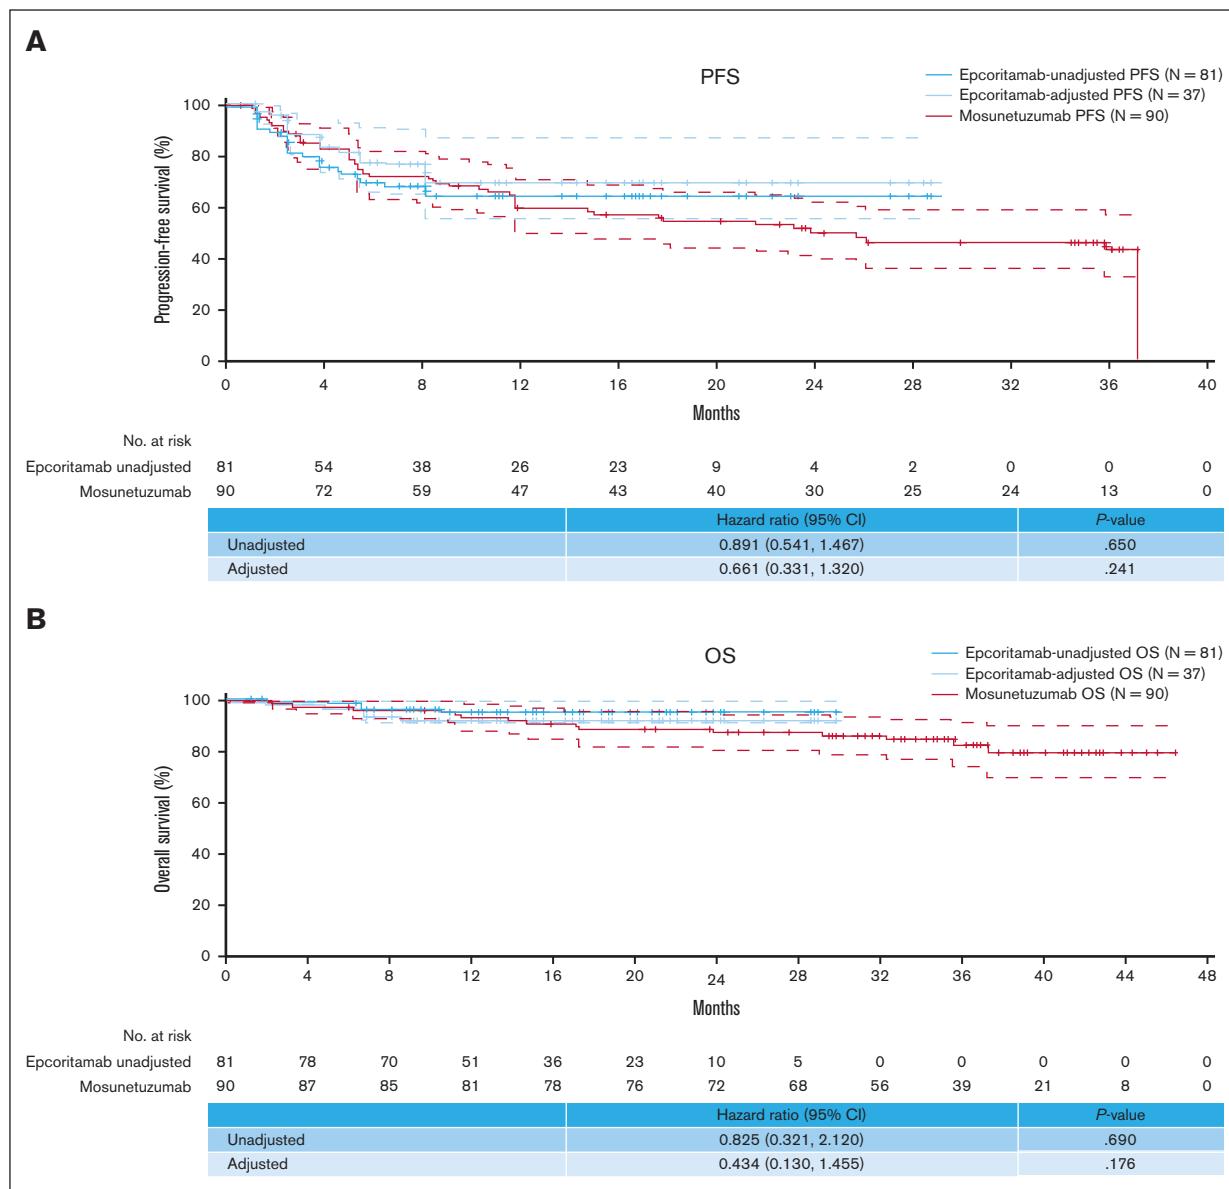 A
PFS
Epcoritamab-unadjusted PFS (N = 81)
Epcoritamab-adjusted PFS (N = 37)
Mosunetuzumab PFS (N = 90)
Progression-free survival (%)
100
80
60
40
20
0
0 4 8 12 16 20 24 28 32 36 40
Months
No. at risk
Epcoritamab unadjusted 81 54 38 26 23 9 4 2 0 0 0
Mosunetuzumab 90 72 59 47 43 40 30 25 24 13 0
Hazard ratio (95% CI) P-value
Unadjusted 0.891 (0.541, 1.467) .650
Adjusted 0.661 (0.331, 1.320) .241
B
OS
Epcoritamab-unadjusted OS (N = 81)
Epcoritamab-adjusted OS (N = 37)
Mosunetuzumab OS (N = 90)
Overall survival (%)
100
80
60
40
20
0
0 4 8 12 16 20 24 28 32 36 40 44 48
Months
No. at risk
Epcoritamab unadjusted 81 78 70 51 36 23 10 5 0 0 0 0 0
Mosunetuzumab 90 87 85 81 78 76 72 68 56 39 21 8 0
Hazard ratio (95% CI) P-value
Unadjusted 0.825 (0.321, 2.120) .690
Adjusted 0.434 (0.130, 1.455) .176